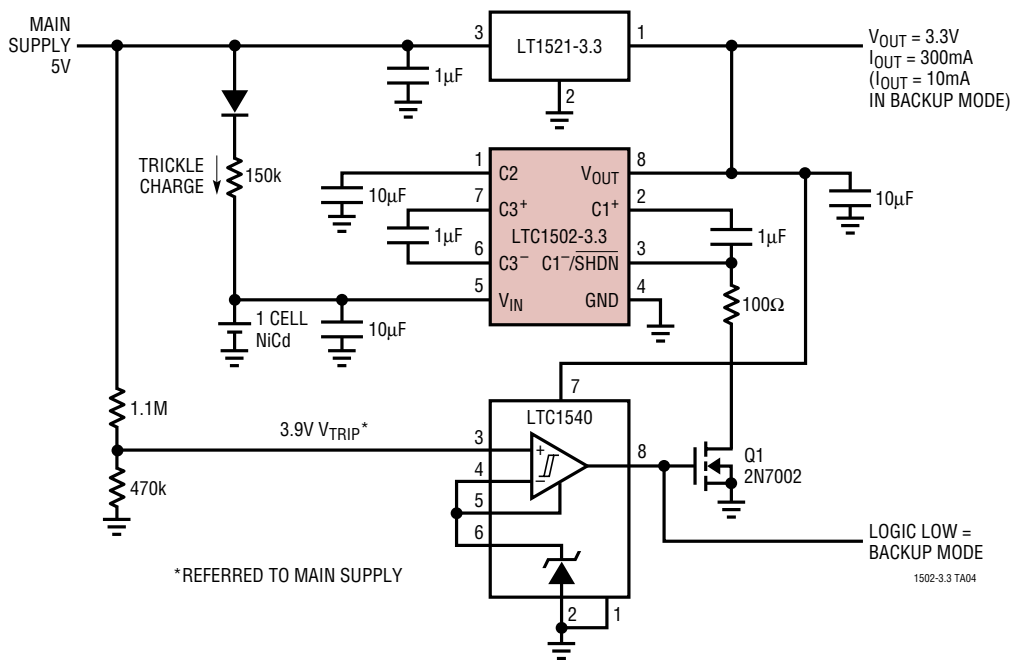 MAIN
SUPPLY
5V
3
LT1521-3.3
1
2
1µF
VOUT = 3.3V
IOUT = 300mA
(IOUT = 10mA
IN BACKUP MODE)
TRICKLE
CHARGE
150k
10µF
1µF
1
C2
VOUT
8
7
C3+
C1+
2
LTC1502-3.3
6
C3–
C1–/SHDN
3
5
VIN
GND
4
10µF
1µF
100Ω
1 CELL
NiCd
10µF
7
LTC1540
1.1M
3.9V VTRIP*
3
+
8
4
–
5
6
470k
Q1
2N7002
LOGIC LOW =
BACKUP MODE
*REFERRED TO MAIN SUPPLY
2
1
1502-3.3 TA04